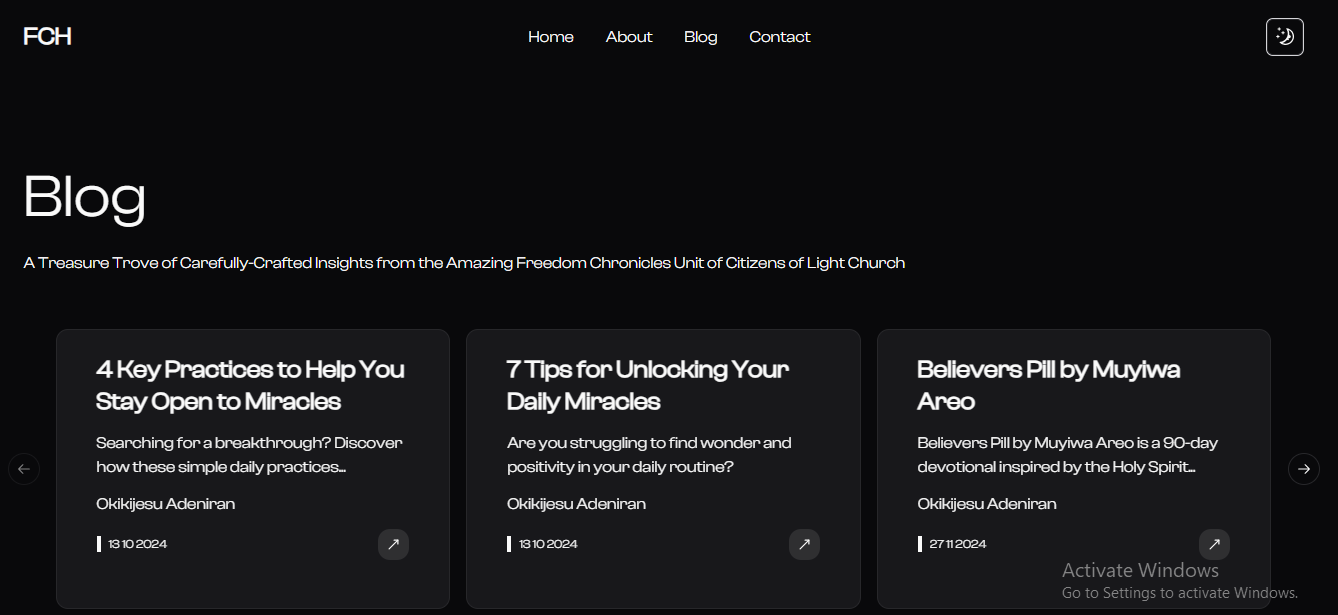 FCH
Home About Blog Contact
Blog
A Treasure Trove of Carefully-Crafted Insights from the Amazing Freedom Chronicles Unit of Citizens of Light Church
4 Key Practices to Help You
Stay Open to Miracles
Searching for a breakthrough? Discover
how these simple daily practices...
Okikijesu Adeniran
13 10 2024
7 Tips for Unlocking Your
Daily Miracles
Are you struggling to find wonder and
positivity in your daily routine?
Okikijesu Adeniran
13 10 2024
Believers Pill by Muyiwa
Areo
Believers Pill by Muyiwa Areo is a 90-day
devotional inspired by the Holy Spirit...
Okikijesu Adeniran
27 11 2024
Activate Windows
Go to Settings to activate Windows.